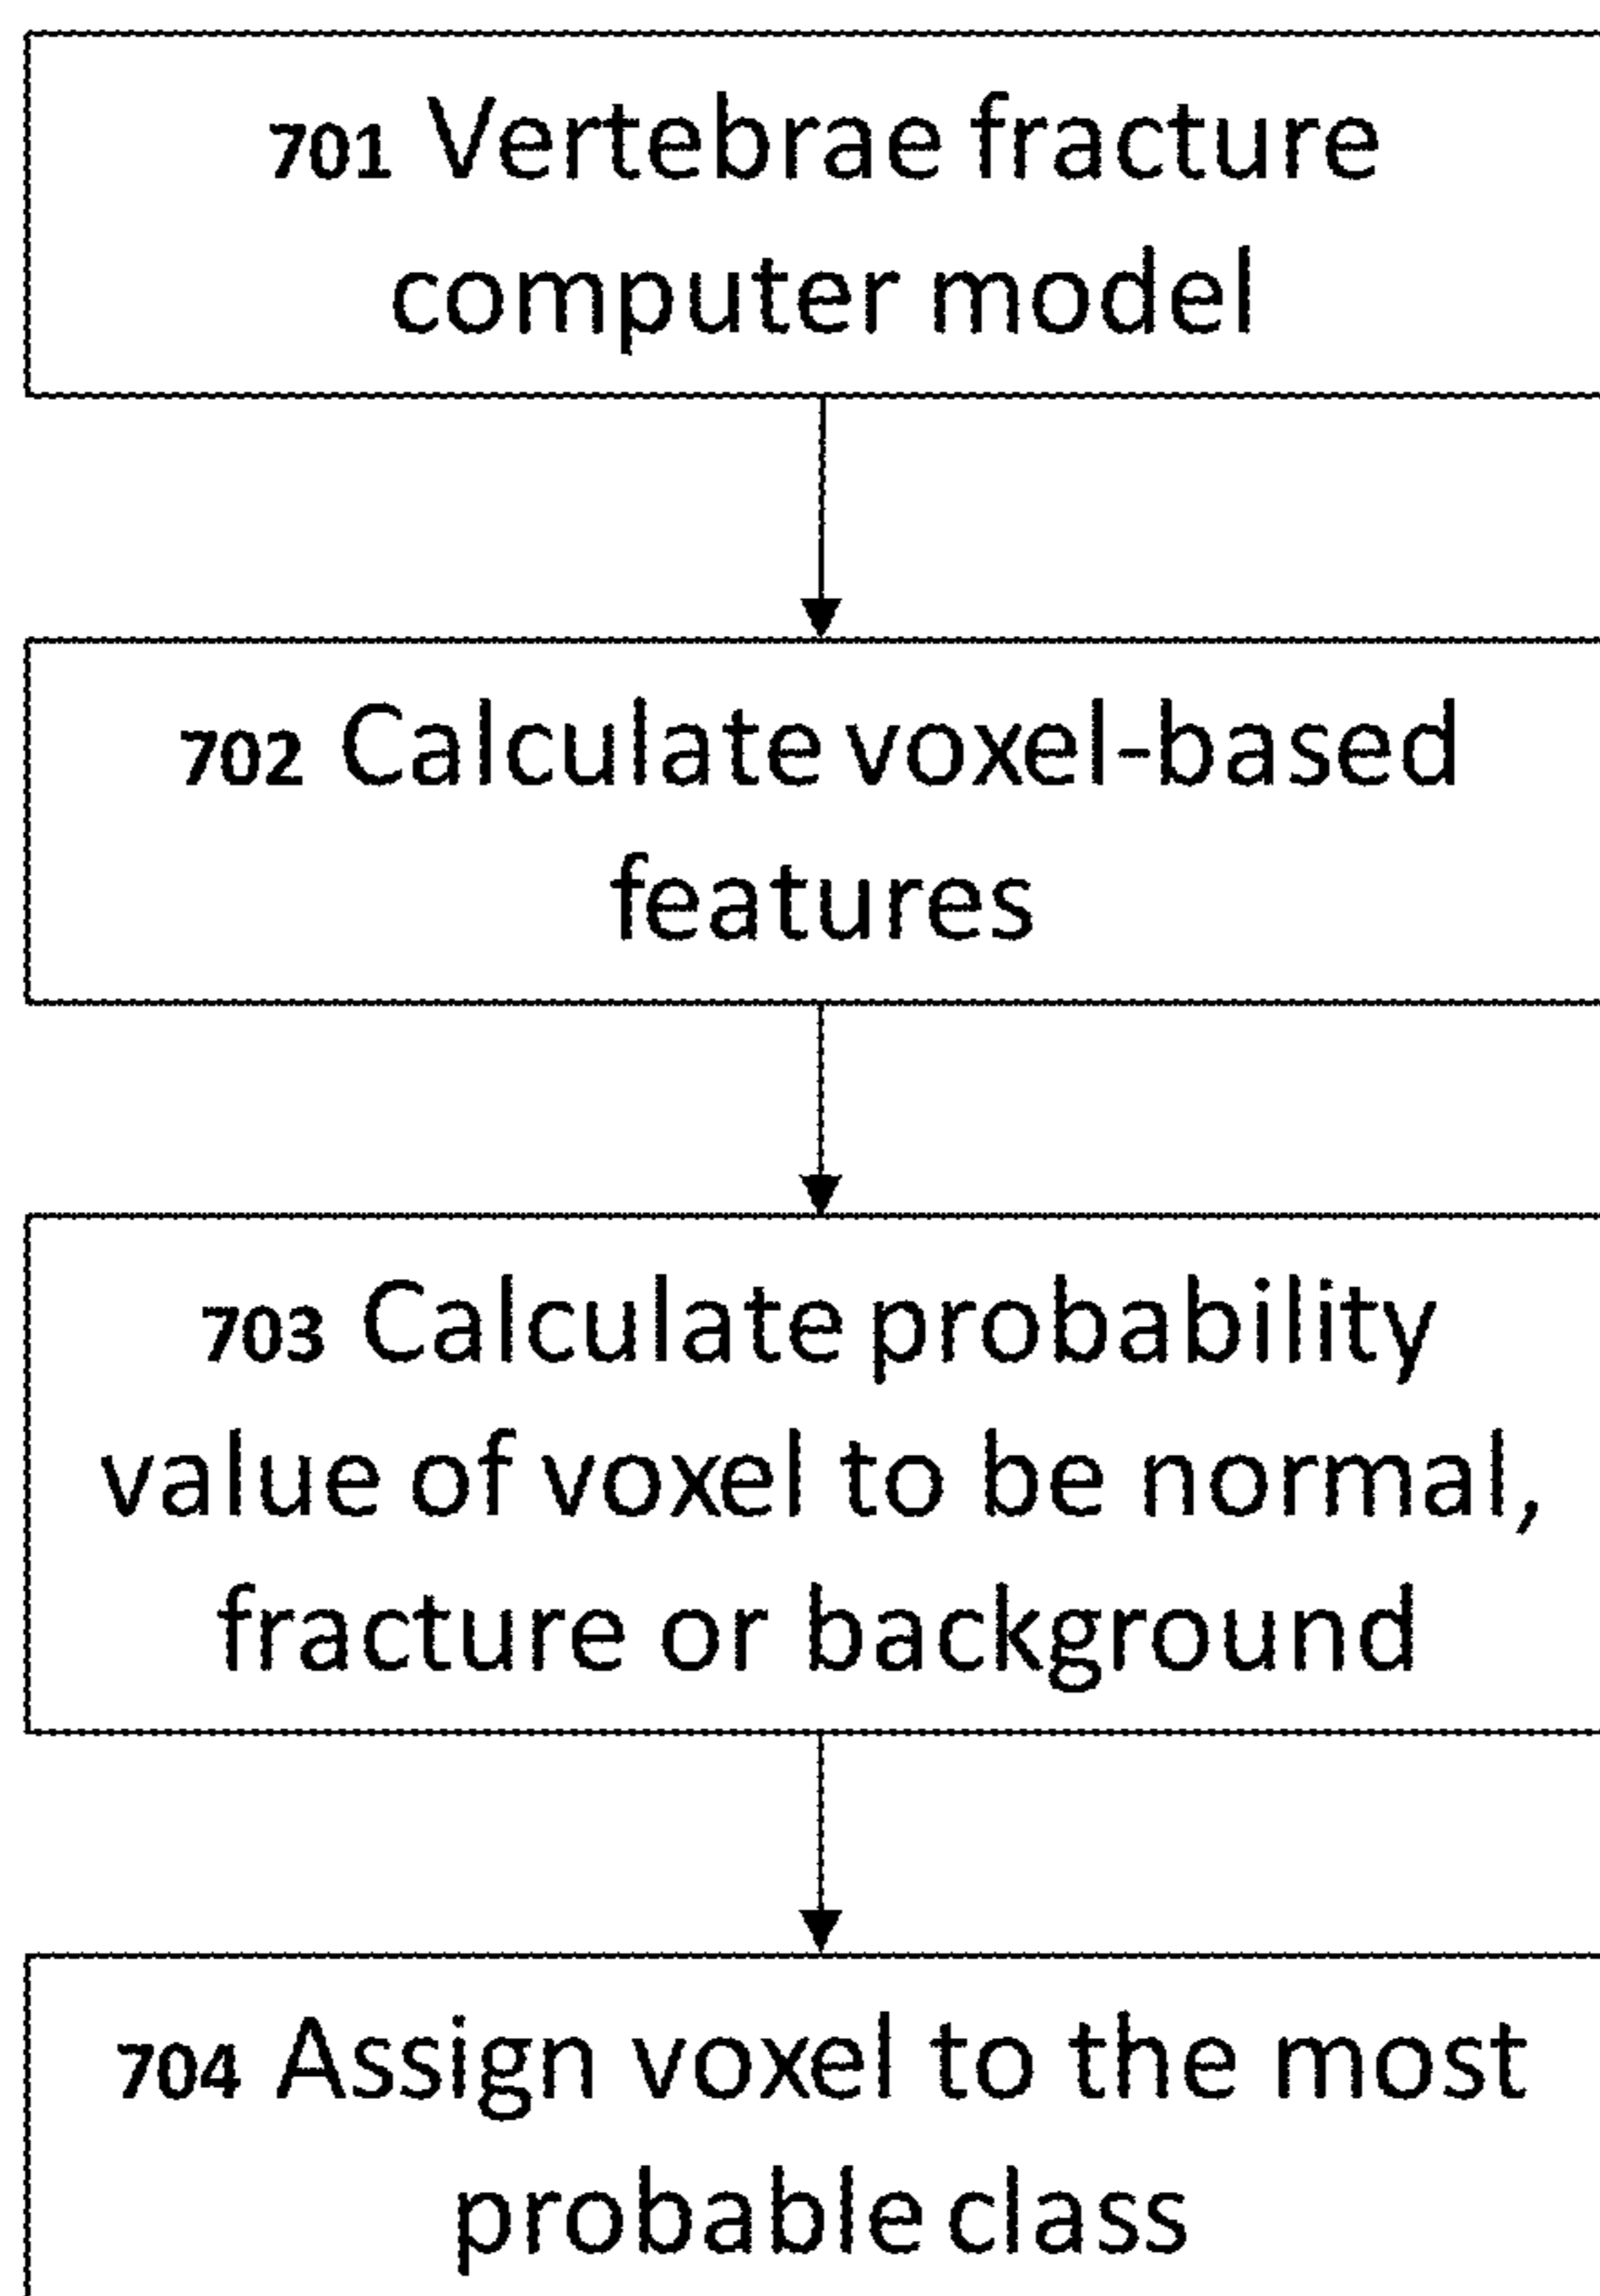 701 Vertebrae fracture
computer model
702 Calculate voxel-based
features
703 Calculate probability
value of voxel to be normal,
fracture or background
704 Assign voxel to the most
probable class